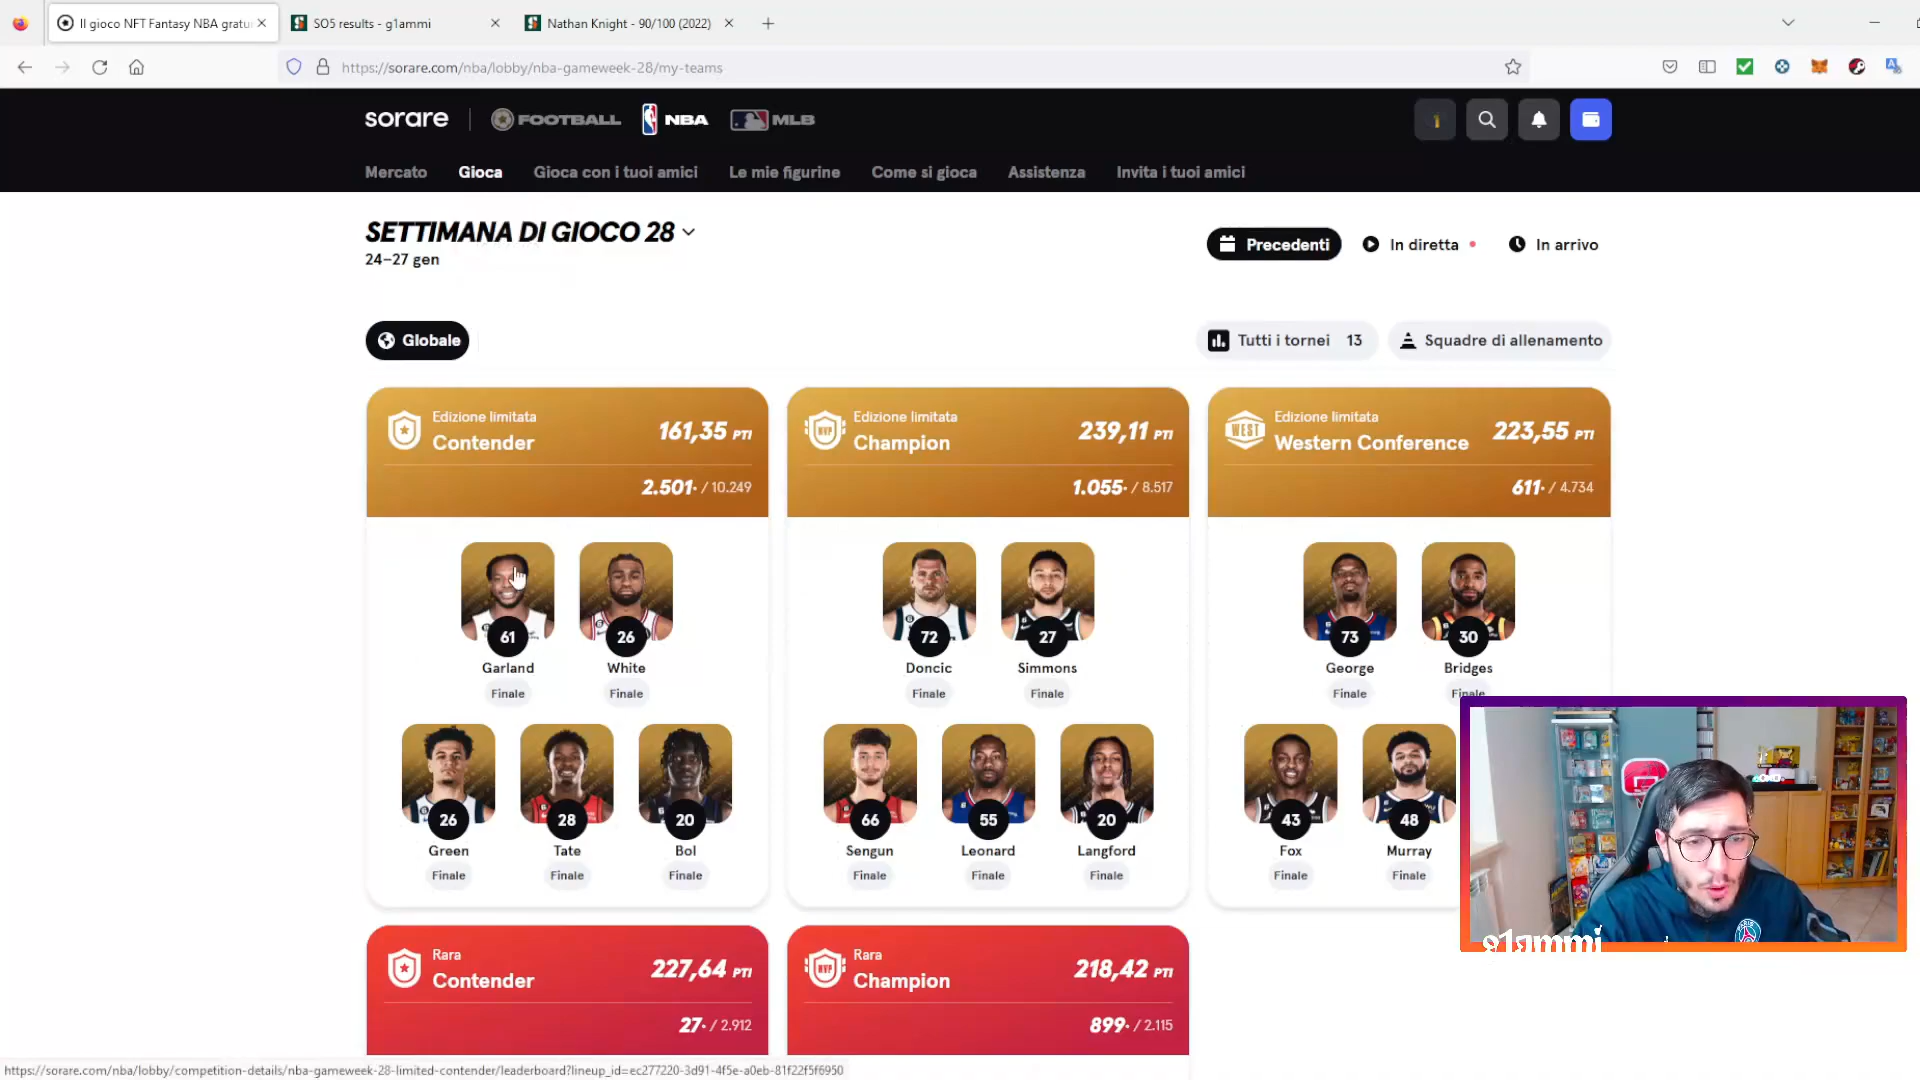 Il gioco NFT Fantasy NBA gratu
SO5 results - g1ammi
Nathan Knight - 90/100 (2022)
https://sorare.com/nba/lobby/nba-gameweek-28/my-teams
sorare
FOOTBALL
NBA
MLB
Mercato
Gioca
Gioca con i tuoi amici
Le mie figurine
Come si gioca
Assistenza
Invita i tuoi amici
SETTIMANA DI GIOCO 28
24–27 gen
Precedenti
In diretta
In arrivo
Globale
Tutti i tornei 13
Squadre di allenamento
Edizione limitata
Contender
161,35 PTI
2.501· / 10.249
61
26
Garland
White
Finale
Finale
26
28
20
Green
Tate
Bol
Finale
Finale
Finale
MVP
Edizione limitata
Champion
239,11 PTI
1.055· / 8.517
72
27
Doncic
Simmons
Finale
Finale
66
55
20
Sengun
Leonard
Langford
Finale
Finale
Finale
WEST
Edizione limitata
Western Conference
223,55 PTI
611· / 4.734
73
30
George
Bridges
Finale
Finale
43
48
Fox
Murray
Finale
Finale
Rara
Contender
227,64 PTI
27· / 2.912
MVP
Rara
Champion
218,42 PTI
899· / 2.115
g1ammi
https://sorare.com/nba/lobby/competition-details/nba-gameweek-28-limited-contender/leaderboard?lineup_id=ec277220-3d91-4f5e-a0eb-81f22f5f6950